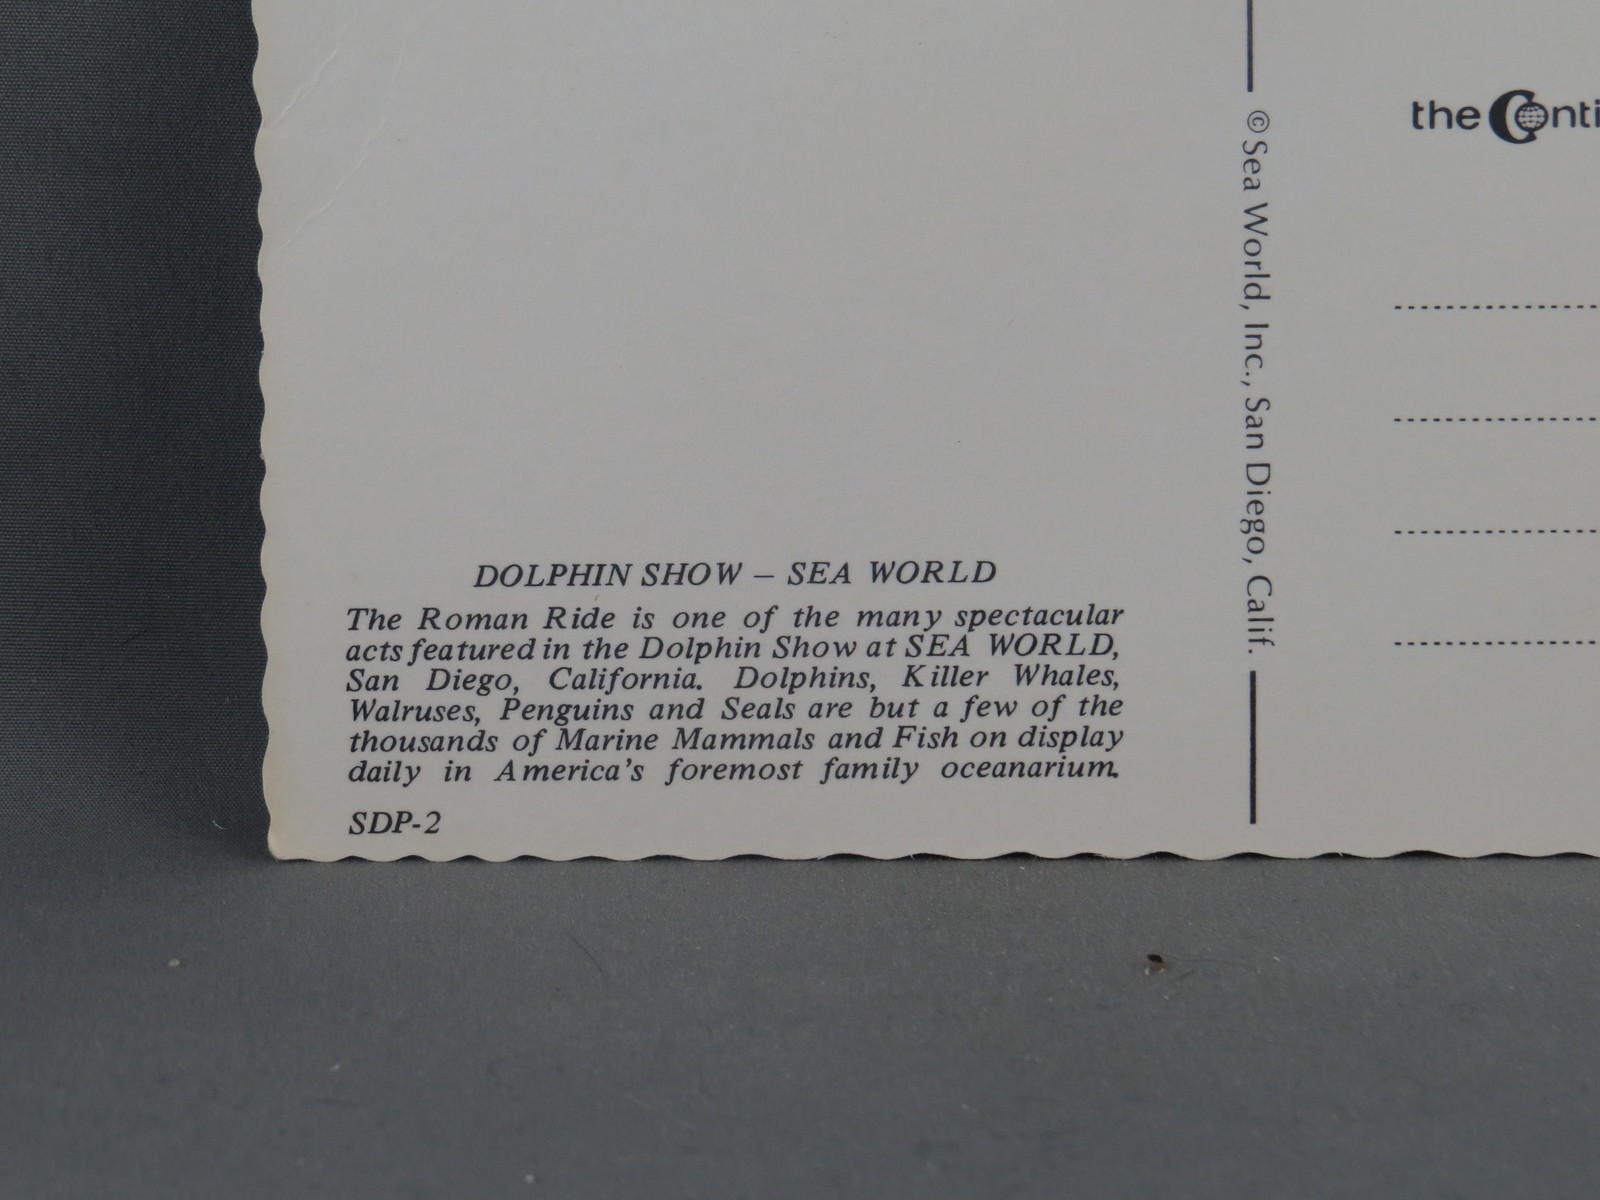 DOLPHIN SHOW – SEA WORLD
The Roman Ride is one of the many spectacular
acts featured in the Dolphin Show at SEA WORLD,
San Diego, California. Dolphins, Killer Whales,
Walruses, Penguins and Seals are but a few of the
thousands of Marine Mammals and Fish on display
daily in America's foremost family oceanarium.
SDP-2
© Sea World, Inc., San Diego, Calif.
the Conti